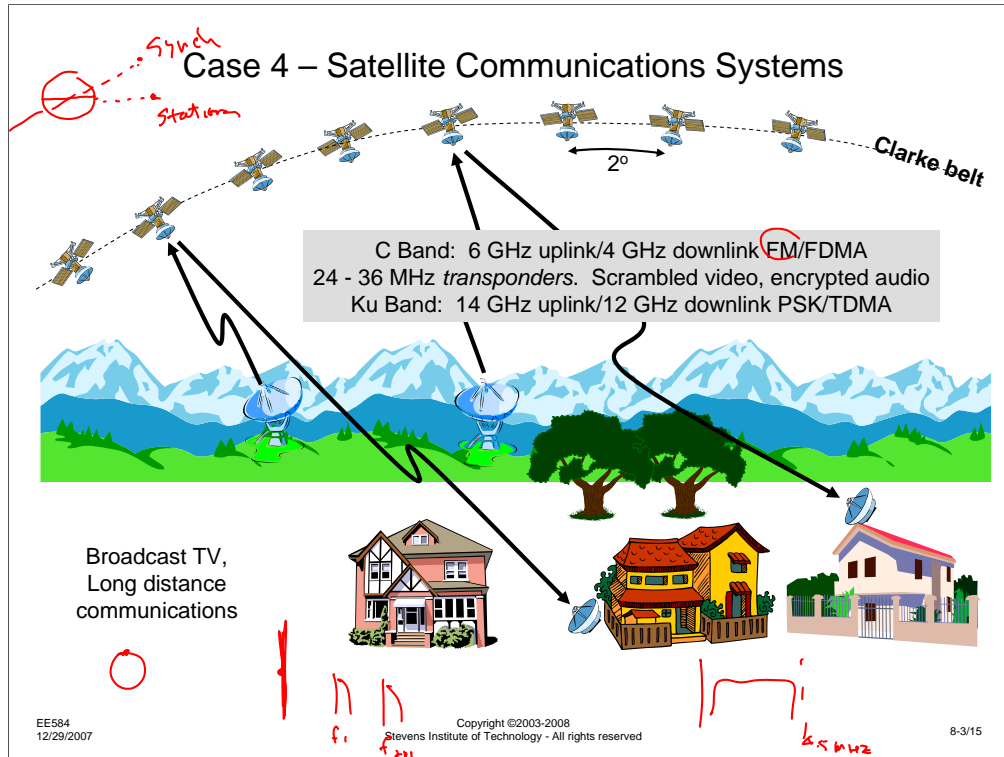 Synch
Case 4 – Satellite Communications Systems
2º
Clarke belt
C Band: 6 GHz uplink/4 GHz downlink FM/FDMA
24 - 36 MHz transponders. Scrambled video, encrypted audio
Ku Band: 14 GHz uplink/12 GHz downlink PSK/TDMA
Broadcast TV,
Long distance
communications
f₁
EE584
12/29/2007
Copyright ©2003-2008
Stevens Institute of Technology - All rights reserved
8-3/15